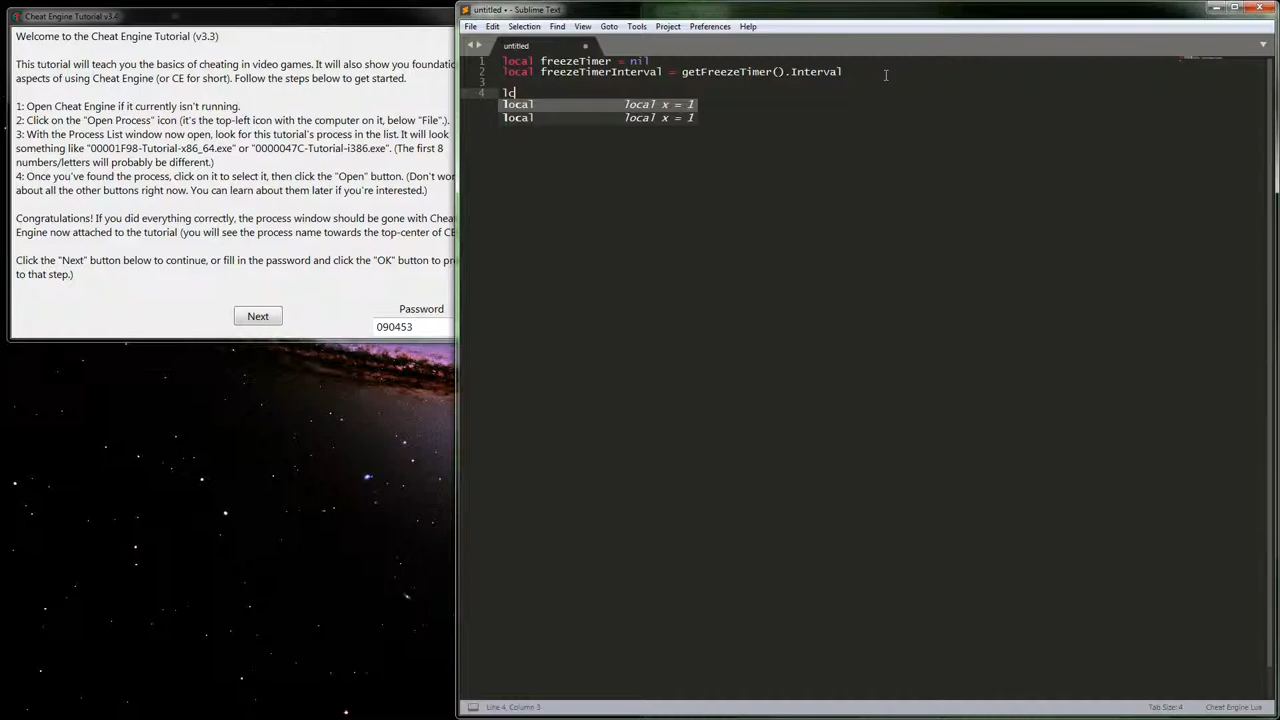 Cheat Engine Tutorial v3.4
Welcome to the Cheat Engine Tutorial (v3.3)
This tutorial will teach you the basics of cheating in video games. It will also show you foundatio
aspects of using Cheat Engine (or CE for short). Follow the steps below to get started.
1: Open Cheat Engine if it currently isn't running.
2: Click on the "Open Process" icon (it's the top-left icon with the computer on it, below "File".).
3: With the Process List window now open, look for this tutorial's process in the list. It will look
something like "00001F98-Tutorial-x86_64.exe" or "0000047C-Tutorial-i386.exe". (The first 8
numbers/letters will probably be different.)
4: Once you've found the process, click on it to select it, then click the "Open" button. (Don't wor
about all the other buttons right now. You can learn about them later if you're interested.)
Congratulations! If you did everything correctly, the process window should be gone with Cheat
Engine now attached to the tutorial (you will see the process name towards the top-center of CE
Click the "Next" button below to continue, or fill in the password and click the "OK" button to pro
to that step.)
Next
Password
090453
untitled • - Sublime Text
File Edit Selection Find View Goto Tools Project Preferences Help
untitled
1 local freezeTimer = nil
2 local freezeTimerInterval = getFreezeTimer().Interval
3
4 lc
local local x = 1
local local x = 1
Line 4, Column 3
Tab Size: 4
Cheat Engine Lua